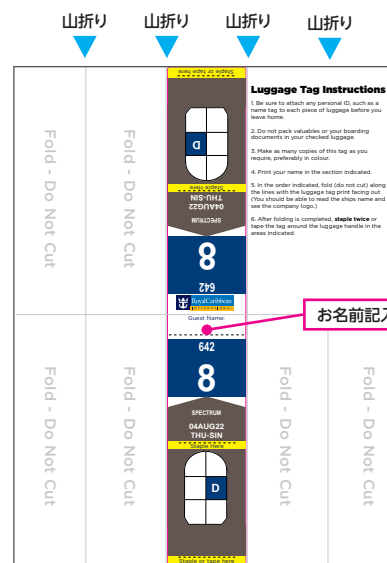 山折り 山折り 山折り 山折り
Staple or tape here
D
Staple Here
THU-SIN
04AUG22
SPECTRUM
8
642
RoyalCaribbean
INTERNATIONAL
Guest Name:
Luggage Tag Instructions
1. Be sure to attach any personal ID, such as a
name tag to each piece of luggage before you
leave home.
2. Do not pack valuables or your boarding
documents in your checked luggage.
3. Make as many copies of this tag as you
require, preferably in colour.
4. Print your name in the section indicated.
5. In the order indicated, fold (do not cut) along
the lines with the luggage tag print facing out
(You should be able to read the ships name and
see the company logo.)
6. After folding is completed, staple twice or
tape the tag around the luggage handle in the
areas indicated.
Fold - Do Not Cut
Fold - Do Not Cut
お名前記入
642
8
SPECTRUM
04AUG22
THU-SIN
Staple Here
D
Staple or tape here
Fold - Do Not Cut
Fold - Do Not Cut
Fold - Do Not Cut
Fold - Do Not Cut